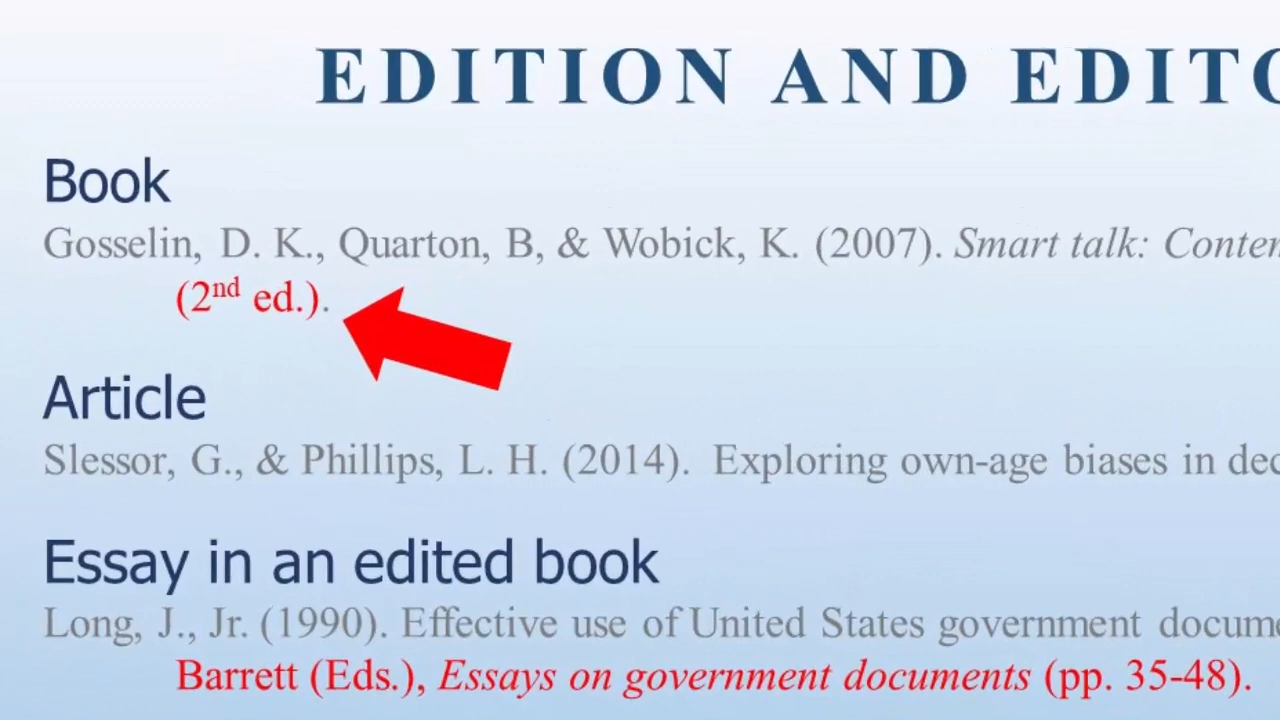 EDITION AND EDITO
Book
Gosselin, D. K., Quarton, B, & Wobick, K. (2007). Smart talk: Conten
(2nd ed.).
Article
Slessor, G., & Phillips, L. H. (2014). Exploring own-age biases in dec
Essay in an edited book
Long, J., Jr. (1990). Effective use of United States government docume
Barrett (Eds.), Essays on government documents (pp. 35-48).